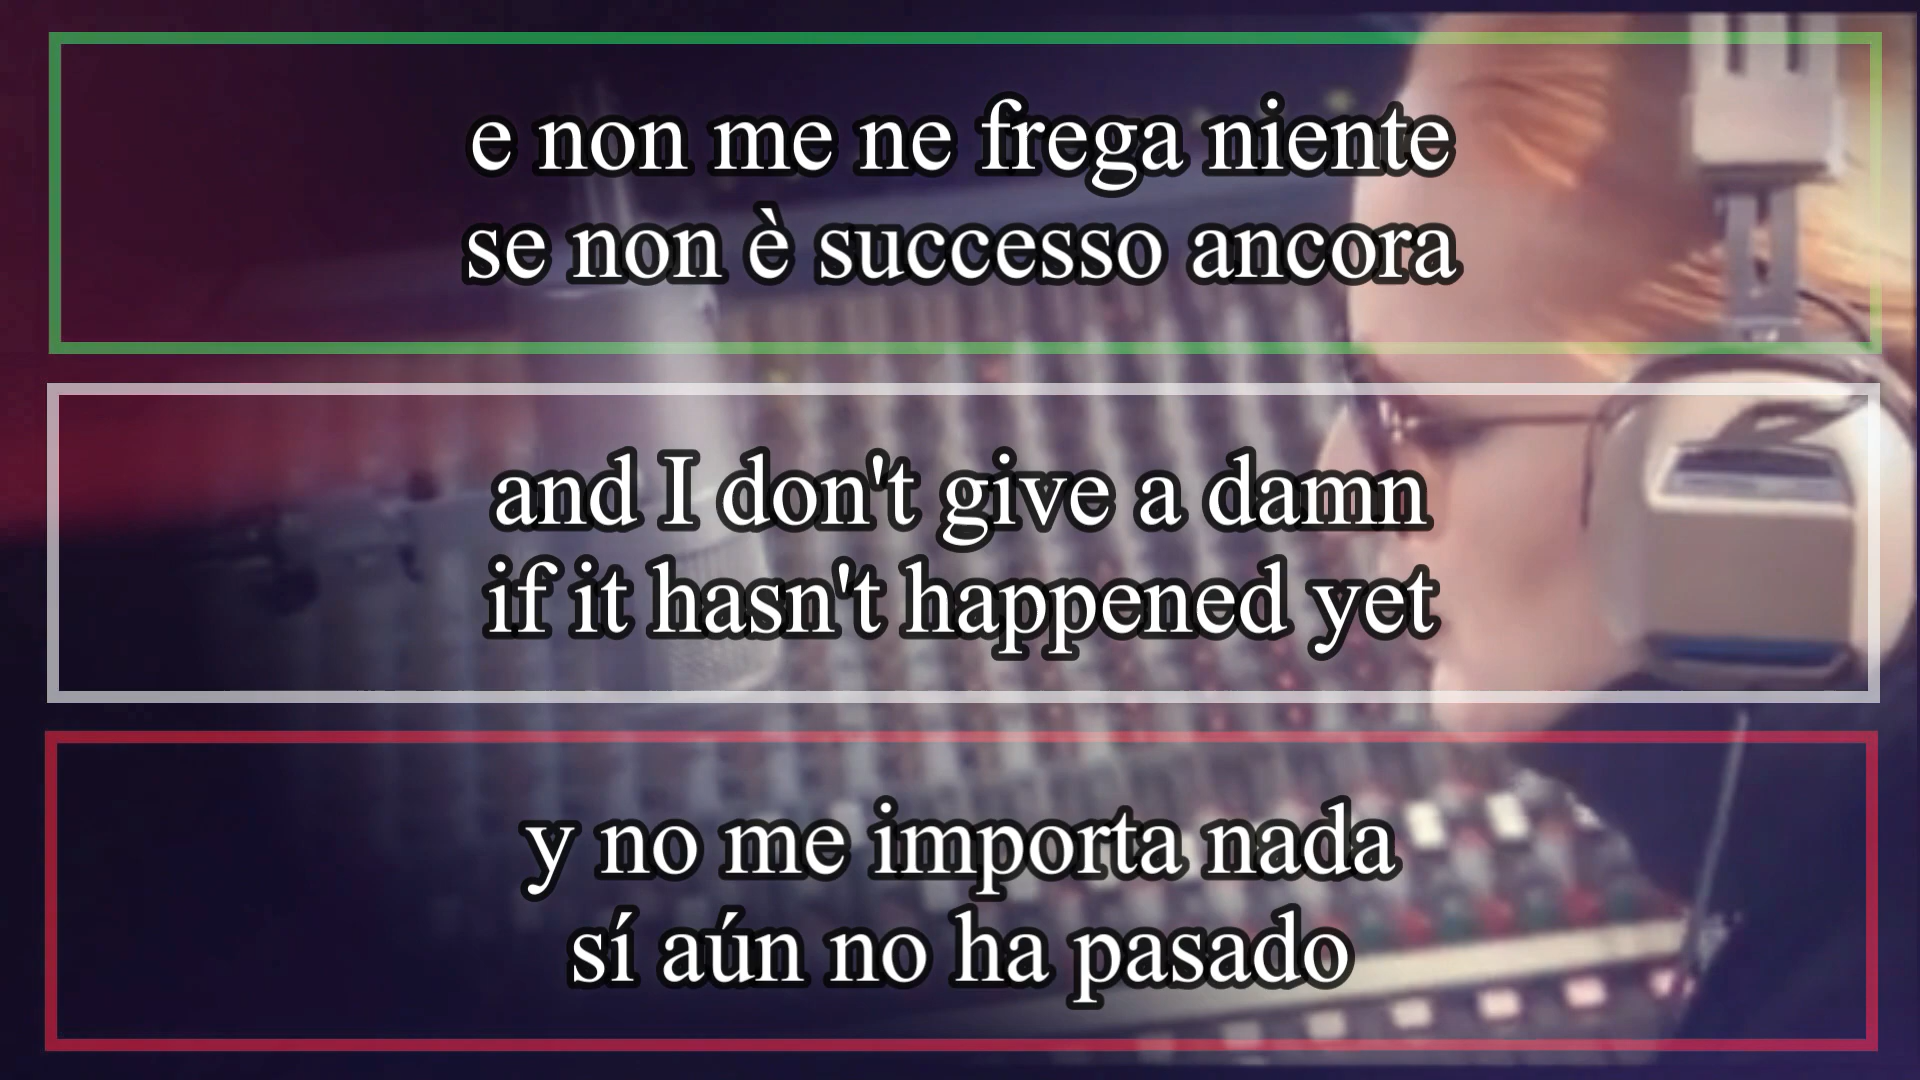 e non me ne frega niente
se non è successo ancora
and I don't give a damn
if it hasn't happened yet
y no me importa nada
sí aún no ha pasado